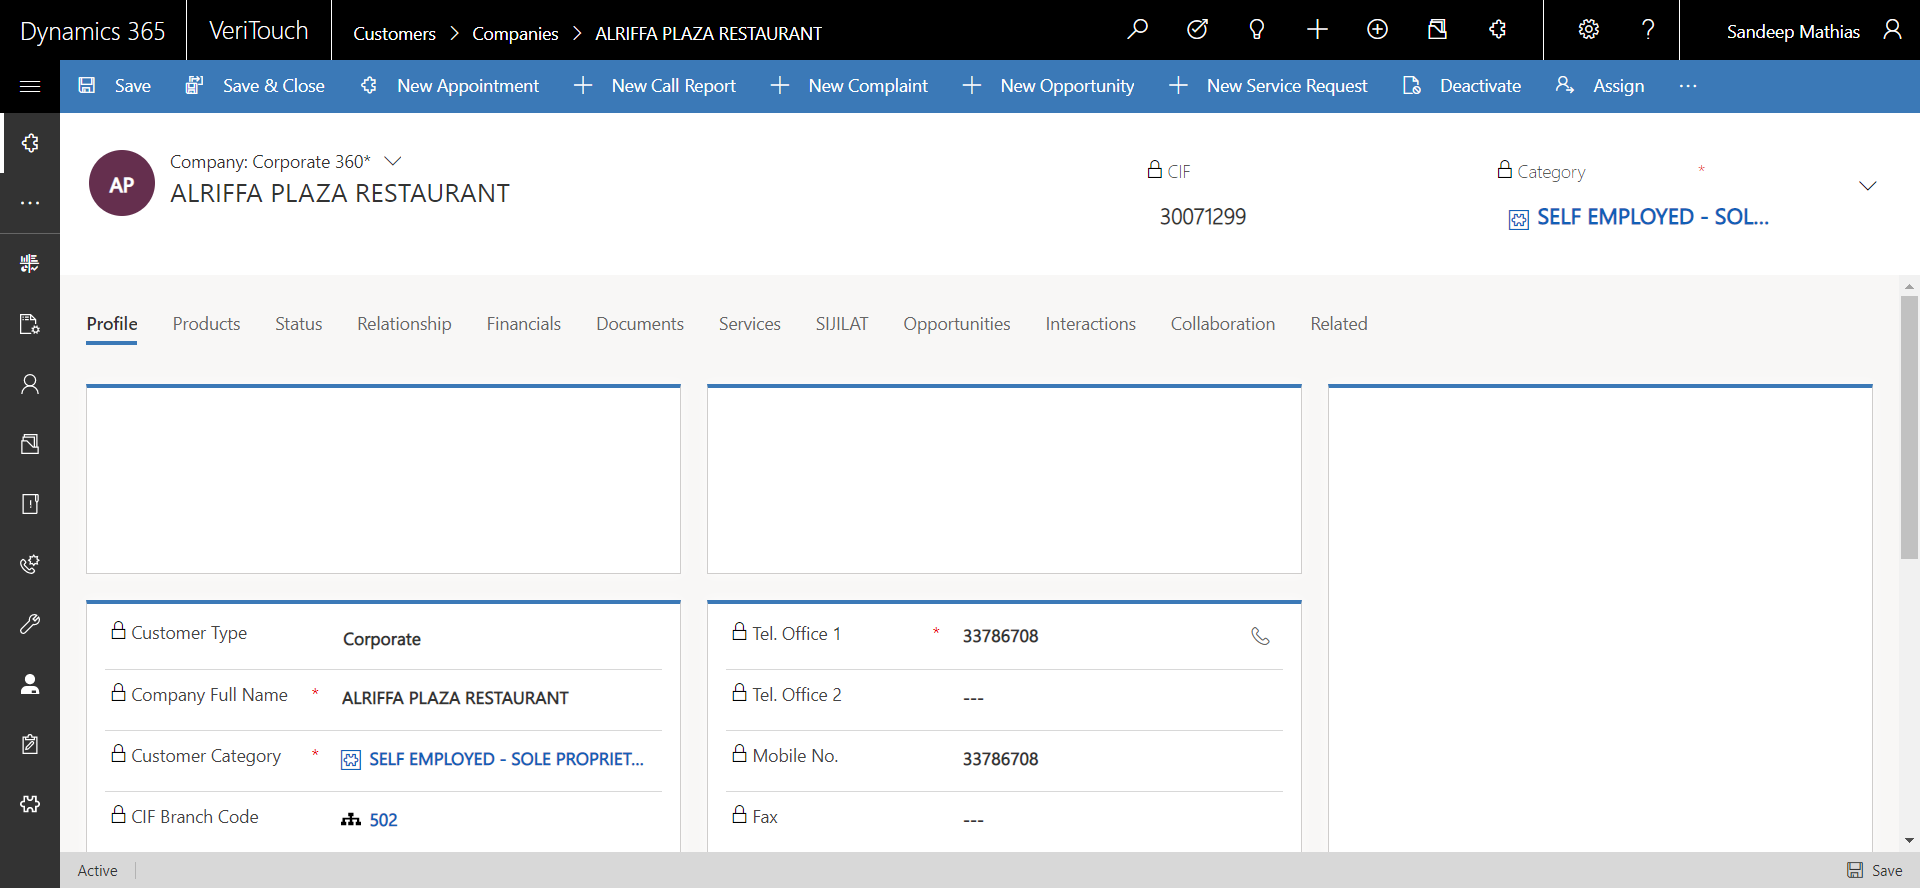 Dynamics 365
VeriTouch
Customers > Companies > ALRIFFA PLAZA RESTAURANT
Sandeep Mathias
Save
Save & Close
New Appointment
New Call Report
New Complaint
New Opportunity
New Service Request
Deactivate
Assign
AP
Company: Corporate 360*
ALRIFFA PLAZA RESTAURANT
CIF
30071299
Category *
SELF EMPLOYED - SOL...
Profile
Products
Status
Relationship
Financials
Documents
Services
SIJILAT
Opportunities
Interactions
Collaboration
Related
Customer Type
Corporate
Company Full Name * ALRIFFA PLAZA RESTAURANT
Customer Category * SELF EMPLOYED - SOLE PROPRIET...
CIF Branch Code 502
Tel. Office 1 * 33786708
Tel. Office 2 ---
Mobile No. 33786708
Fax ---
Active
Save